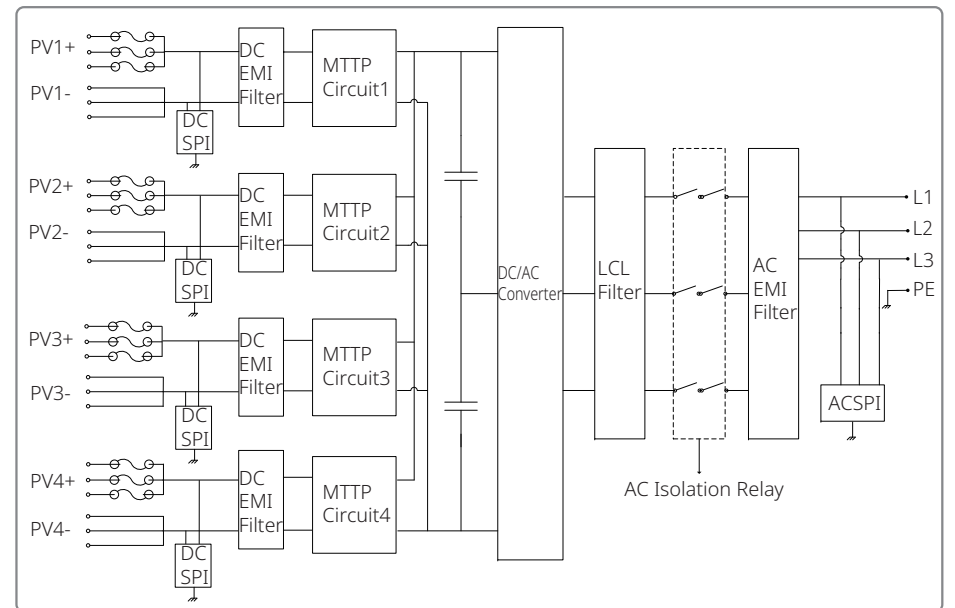 PV1+
PV1-
DC
EMI
Filter
MTTP
Circuit1
DC
SPI
PV2+
PV2-
DC
EMI
Filter
MTTP
Circuit2
DC
SPI
PV3+
PV3-
DC
EMI
Filter
MTTP
Circuit3
DC
SPI
PV4+
PV4-
DC
EMI
Filter
MTTP
Circuit4
DC
SPI
DC/AC
Converter
LCL
Filter
AC Isolation Relay
AC
EMI
Filter
L1
L2
L3
PE
ACSPI